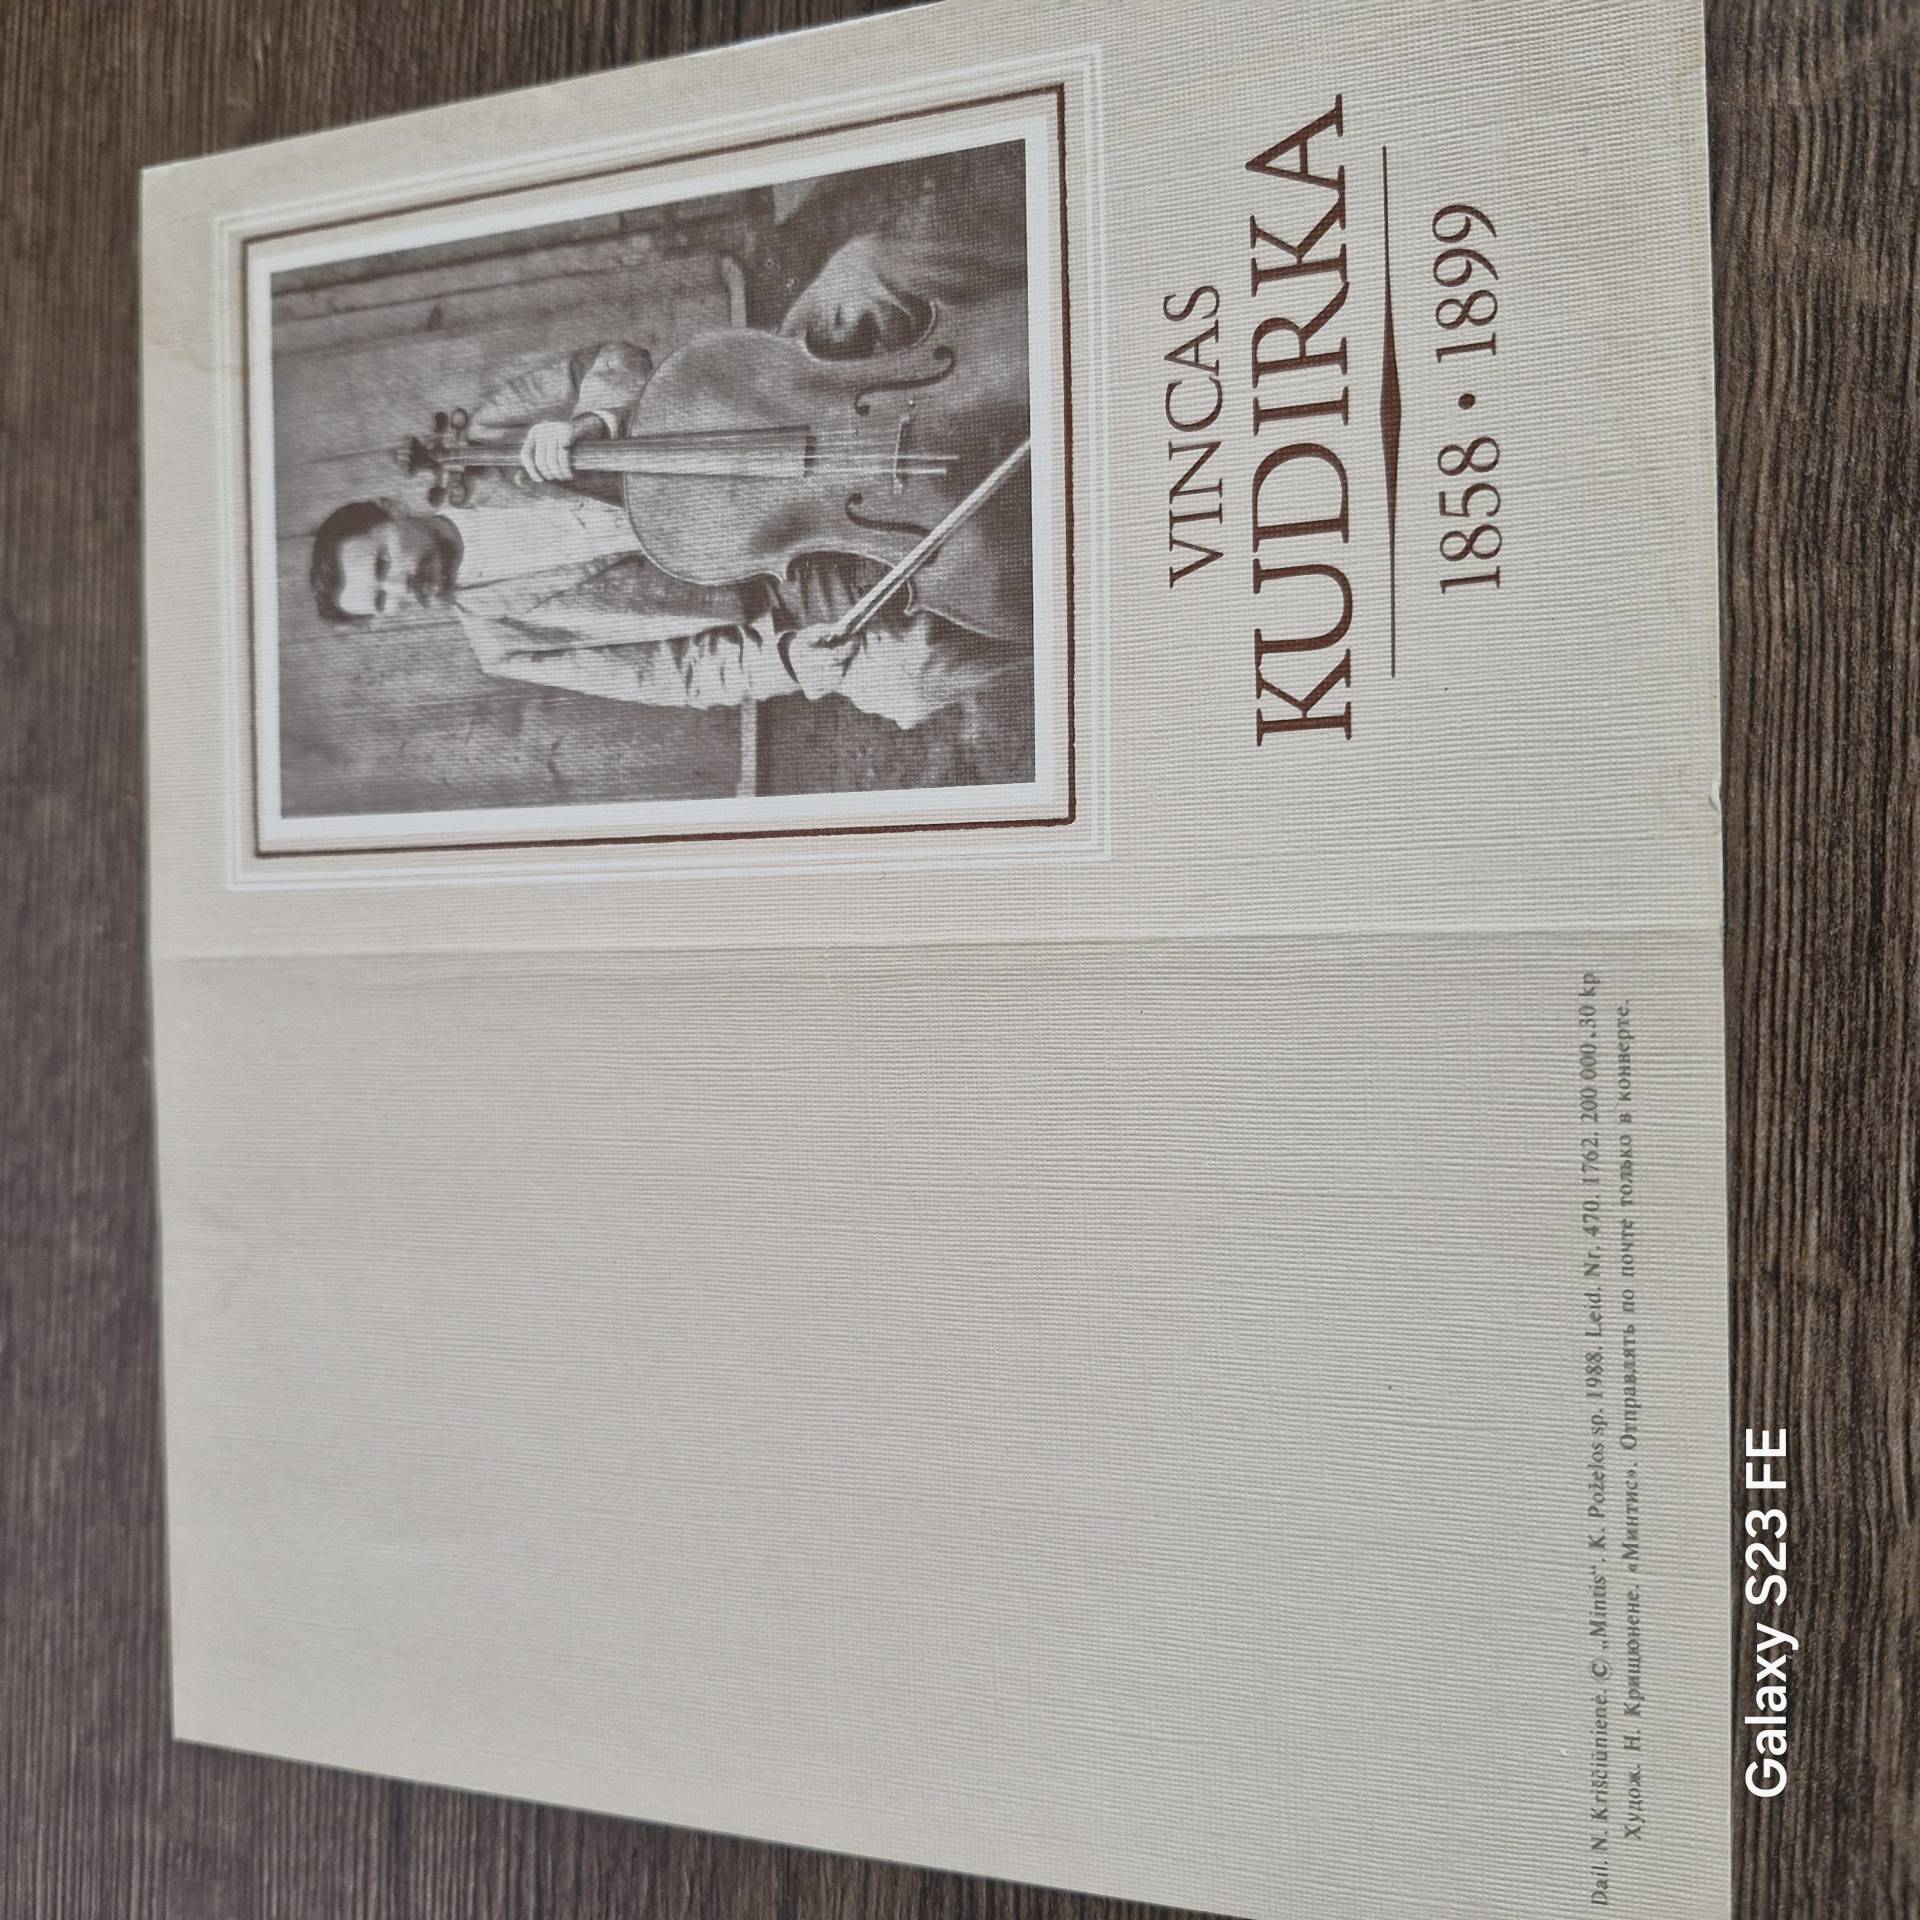 VINCAS
KUDIRKA
1858 • 1899
Dail. N. Kriščiūnienė. © „Mintis“. K. Poželos sp. 1988. Leid. Nr. 470. 1762. 200 000. 30 kp
Худож. Н. Крищюнене. «Минтис». Отправлять по почте только в конверте.
Galaxy S23 FE